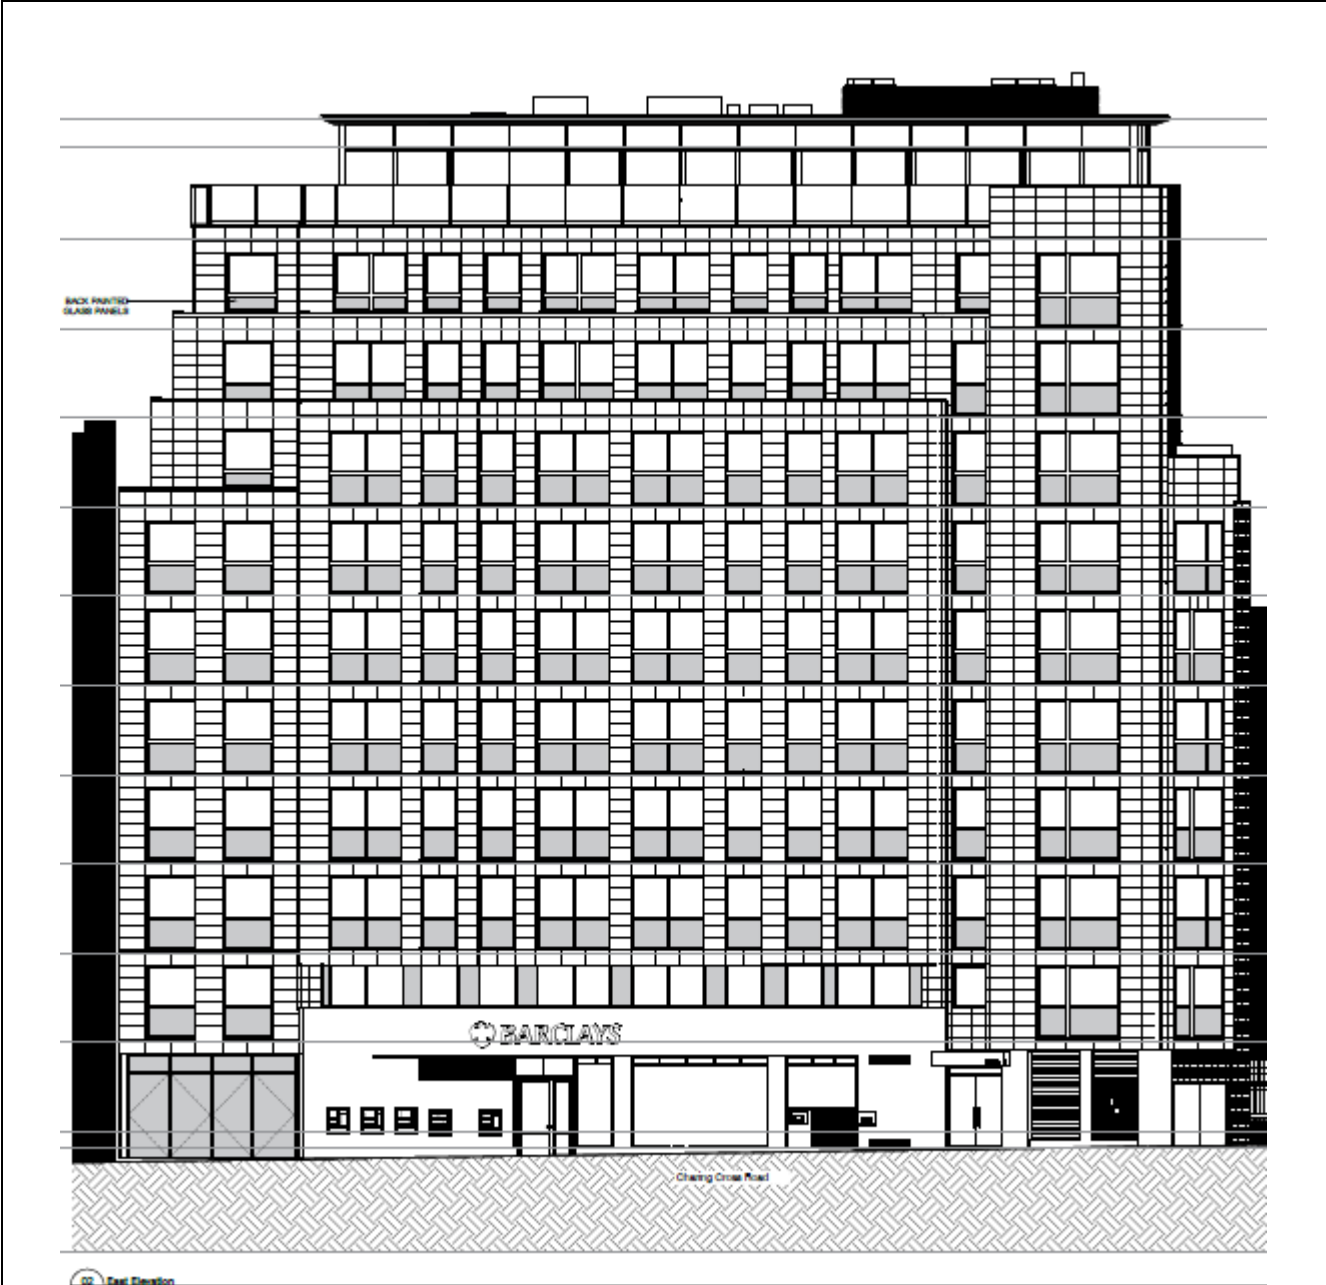 BACK PAINTED
GLASS PANELS
BARCLAYS
Charing Cross Road
02 East Elevation